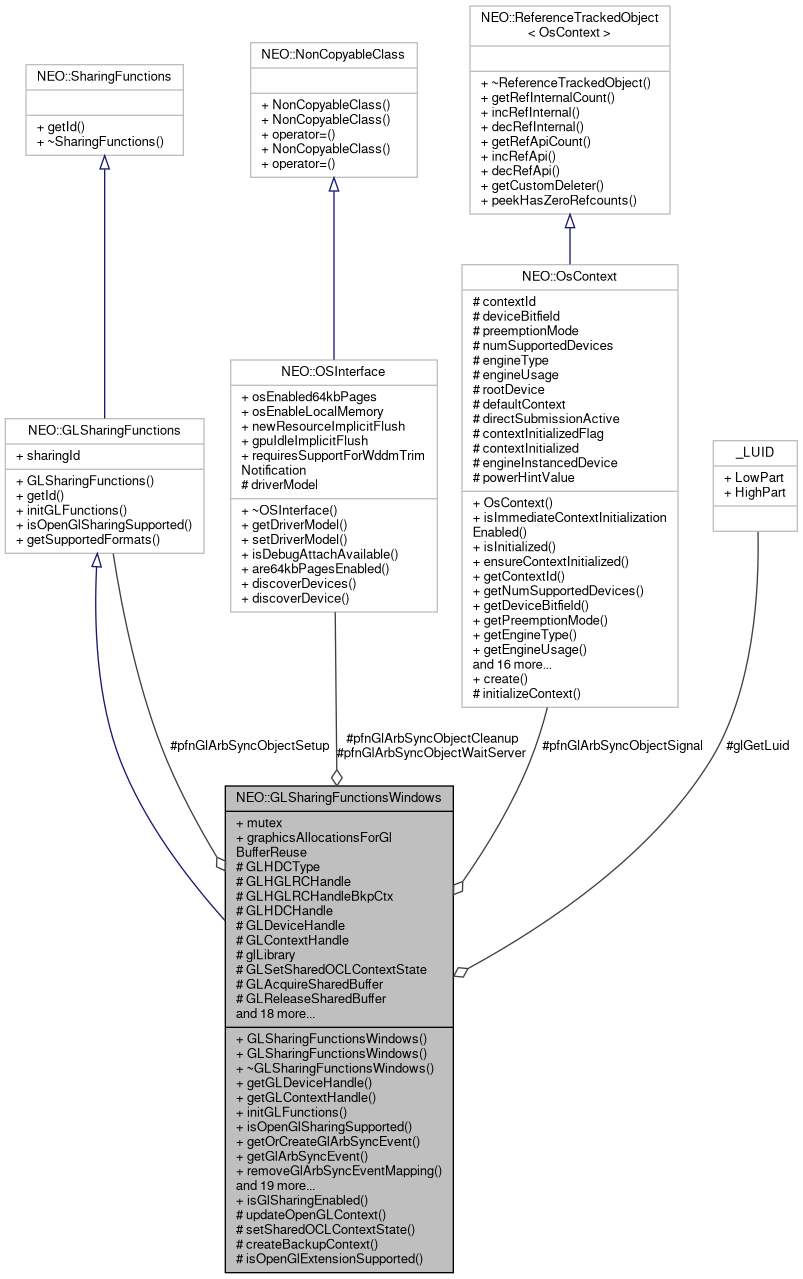 NEO::ReferenceTrackedObject
< OsContext >
+ ~ReferenceTrackedObject()
+ getRefInternalCount()
+ incRefInternal()
+ decRefInternal()
+ getRefApiCount()
+ incRefApi()
+ decRefApi()
+ getCustomDeleter()
+ peekHasZeroRefcounts()
NEO::NonCopyableClass
+ NonCopyableClass()
+ NonCopyableClass()
+ operator=()
+ NonCopyableClass()
+ operator=()
NEO::SharingFunctions
+ getId()
+ ~SharingFunctions()
NEO::OsContext
# contextId
# deviceBitfield
# preemptionMode
# numSupportedDevices
# engineType
# engineUsage
# rootDevice
# defaultContext
# directSubmissionActive
# contextInitializedFlag
# contextInitialized
# engineInstancedDevice
# powerHintValue
+ OsContext()
+ isImmediateContextInitialization
Enabled()
+ isInitialized()
+ ensureContextInitialized()
+ getContextId()
+ getNumSupportedDevices()
+ getDeviceBitfield()
+ getPreemptionMode()
+ getEngineType()
+ getEngineUsage()
and 16 more...
+ create()
# initializeContext()
NEO::OSInterface
+ osEnabled64kbPages
+ osEnableLocalMemory
+ newResourceImplicitFlush
+ gpuIdleImplicitFlush
+ requiresSupportForWddmTrim
Notification
# driverModel
+ ~OSInterface()
+ getDriverModel()
+ setDriverModel()
+ isDebugAttachAvailable()
+ are64kbPagesEnabled()
+ discoverDevices()
+ discoverDevice()
NEO::GLSharingFunctions
+ sharingId
+ GLSharingFunctions()
+ getId()
+ initGLFunctions()
+ isOpenGlSharingSupported()
+ getSupportedFormats()
_LUID
+ LowPart
+ HighPart
#pfnGlArbSyncObjectSetup
#pfnGlArbSyncObjectCleanup
#pfnGlArbSyncObjectWaitServer
#pfnGlArbSyncObjectSignal
#glGetLuid
NEO::GLSharingFunctionsWindows
+ mutex
+ graphicsAllocationsForGl
BufferReuse
# GLHDCType
# GLHGLRCHandle
# GLHGLRCHandleBkpCtx
# GLHDCHandle
# GLDeviceHandle
# GLContextHandle
# glLibrary
# GLSetSharedOCLContextState
# GLAcquireSharedBuffer
# GLReleaseSharedBuffer
and 18 more...
+ GLSharingFunctionsWindows()
+ GLSharingFunctionsWindows()
+ ~GLSharingFunctionsWindows()
+ getGLDeviceHandle()
+ getGLContextHandle()
+ initGLFunctions()
+ isOpenGlSharingSupported()
+ getOrCreateGlArbSyncEvent()
+ getGlArbSyncEvent()
+ removeGlArbSyncEventMapping()
and 19 more...
+ isGlSharingEnabled()
# updateOpenGLContext()
# setSharedOCLContextState()
# createBackupContext()
# isOpenGlExtensionSupported()